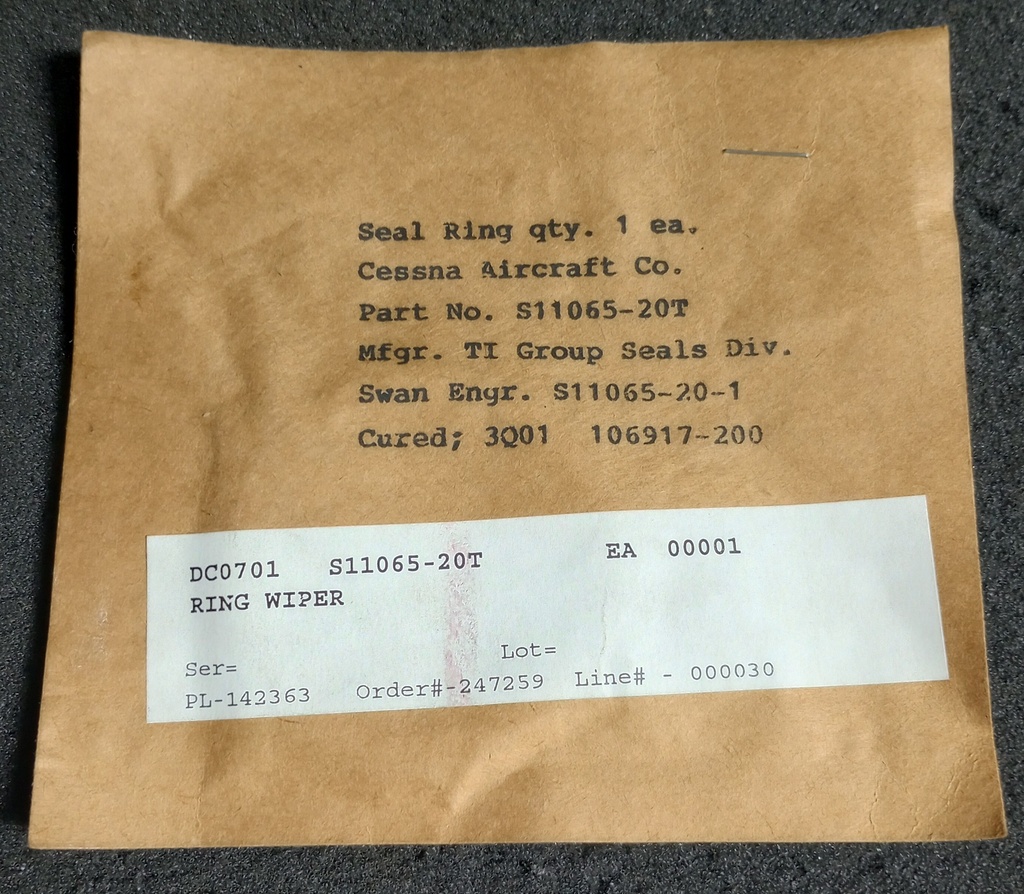 Seal Ring qty. 1 ea.
Cessna Aircraft Co.
Part No. S11065-20T
Mfgr. TI Group Seals Div.
Swan Engr. S11065-20-1
Cured; 3Q01 106917-200
DC0701 S11065-20T EA 00001
RING WIPER
Ser= Lot=
PL-142363 Order#-247259 Line# - 000030